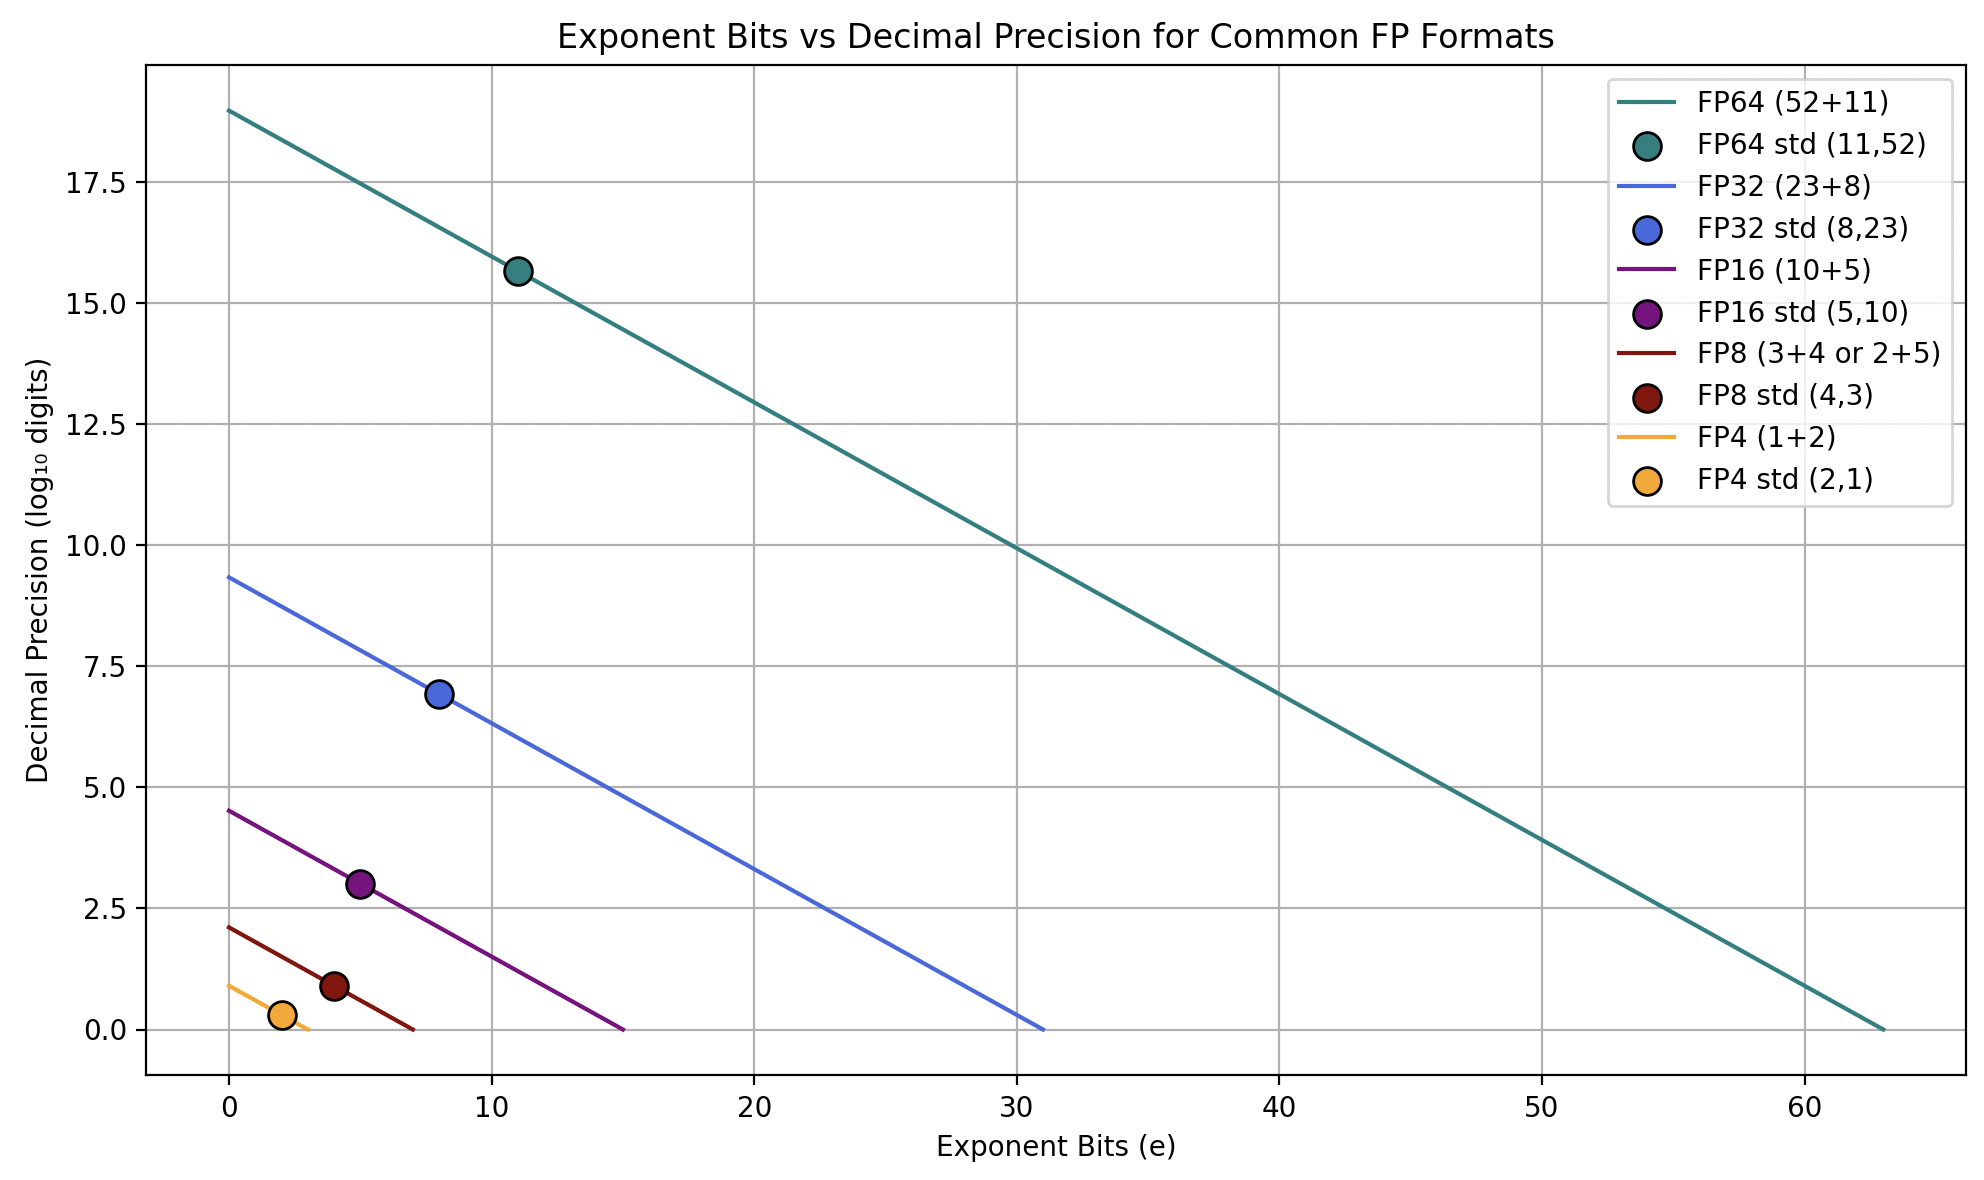 Exponent Bits vs Decimal Precision for Common FP Formats
FP64 (52+11)
FP64 std (11,52)
FP32 (23+8)
FP32 std (8,23)
FP16 (10+5)
FP16 std (5,10)
FP8 (3+4 or 2+5)
FP8 std (4,3)
FP4 (1+2)
FP4 std (2,1)
Decimal Precision (log₁₀ digits)
17.5
15.0
12.5
10.0
7.5
5.0
2.5
0.0
0 10 20 30 40 50 60
Exponent Bits (e)